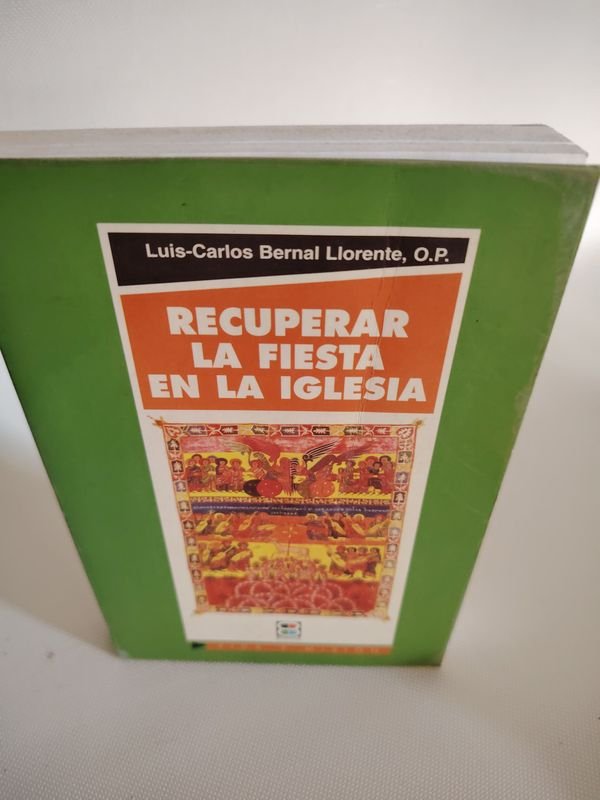 Luis-Carlos Bernal Llorente, O.P.
RECUPERAR
LA FIESTA
EN LA IGLESIA